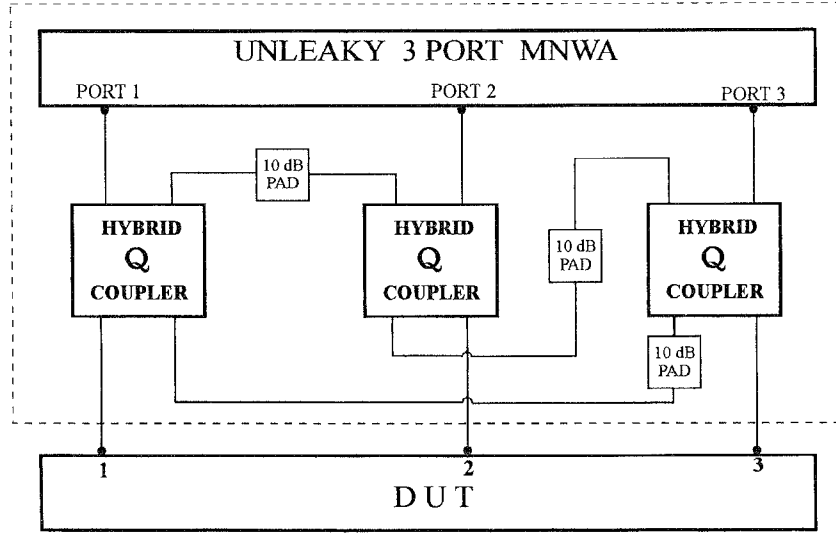 UNLEAKY 3 PORT MNWA
PORT 1
PORT 2
PORT 3
10 dB
PAD
HYBRID
Q
COUPLER
HYBRID
Q
COUPLER
10 dB
PAD
HYBRID
Q
COUPLER
10 dB
PAD
1
2
3
DUT